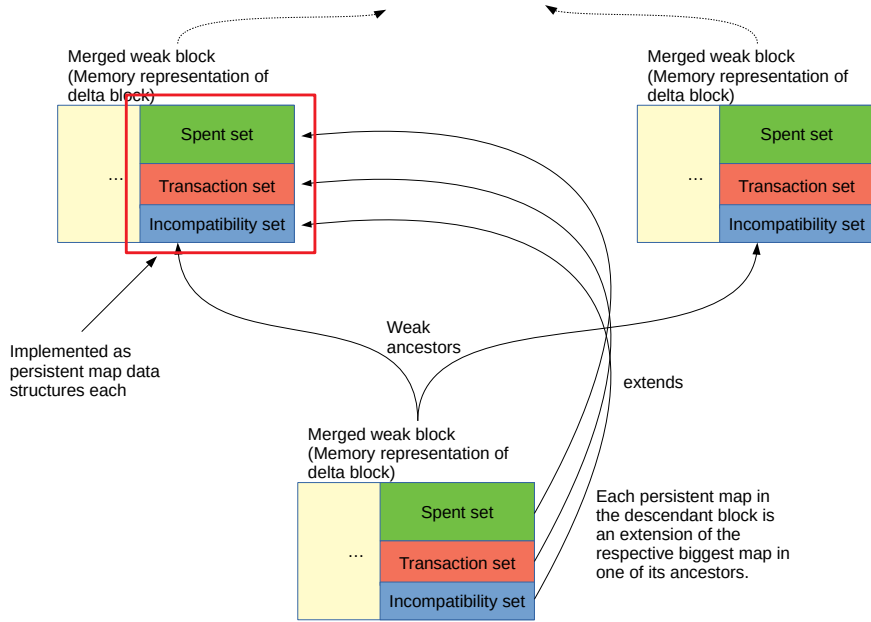 Merged weak block
(Memory representation of
delta block)
...
Spent set
Transaction set
Incompatibility set
Merged weak block
(Memory representation of
delta block)
...
Spent set
Transaction set
Incompatibility set
Implemented as
persistent map data
structures each
Weak
ancestors
extends
Merged weak block
(Memory representation of
delta block)
...
Spent set
Transaction set
Incompatibility set
Each persistent map in
the descendant block is
an extension of the
respective biggest map in
one of its ancestors.